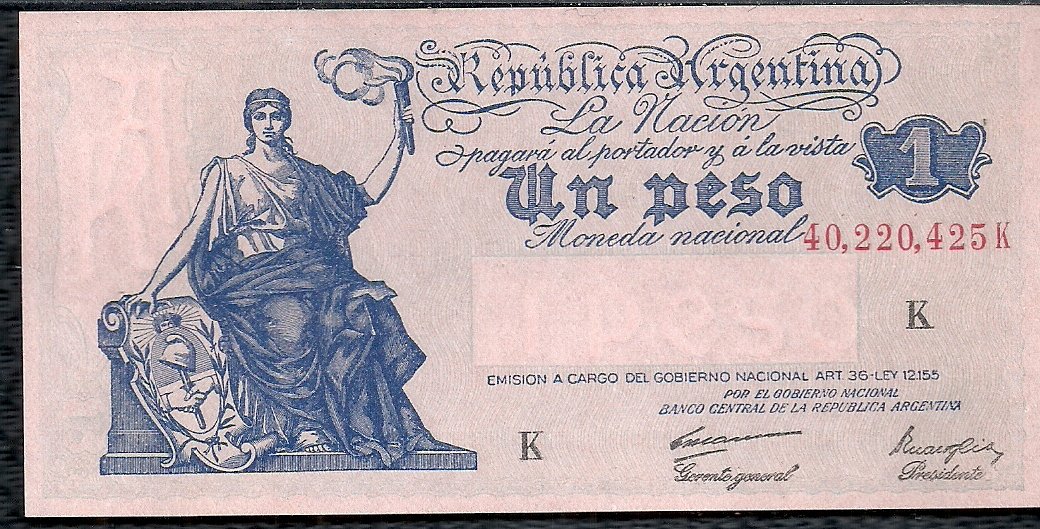 República Argentina
La Nación
pagará al portador y á la vista
1
Un peso
Moneda nacional
40,220,425 K
K
EMISION A CARGO DEL GOBIERNO NACIONAL ART. 36-LEY 12.155
POR EL GOBIERNO NACIONAL
BANCO CENTRAL DE LA REPUBLICA ARGENTINA
K
Gerente general
Presidente